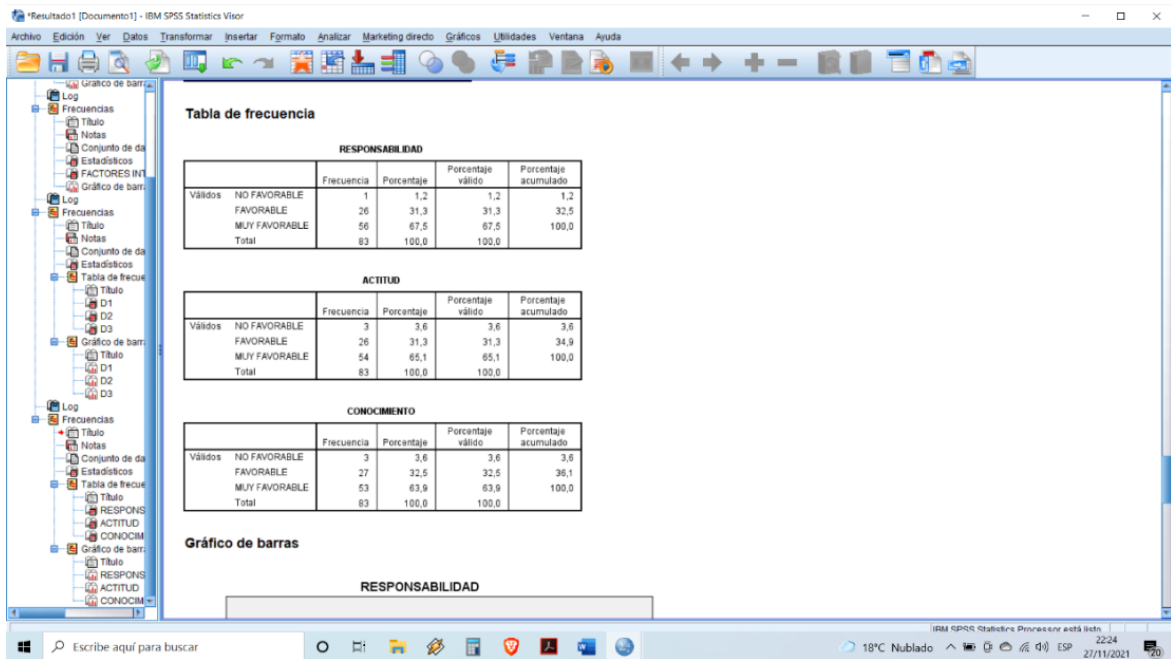 *Resultado1 [Documento1] - IBM SPSS Statistics Visor
Archivo Edición Ver Datos Transformar Insertar Formato Analizar Marketing directo Gráficos Utilidades Ventana Ayuda
Gráfico de barra
Log
Frecuencias
Título
Notas
Conjunto de da
Estadísticos
FACTORES INT
Gráfico de barra
Log
Frecuencias
Título
Notas
Conjunto de da
Estadísticos
Tabla de frecue
Título
D1
D2
D3
Gráfico de barra
Título
D1
D2
D3
Log
Frecuencias
Título
Notas
Conjunto de da
Estadísticos
Tabla de frecue
Título
RESPONS
ACTITUD
CONOCIM
Gráfico de barra
Título
RESPONS
ACTITUD
CONOCIM
Tabla de frecuencia
RESPONSABILIDAD
Frecuencia Porcentaje Porcentaje válido Porcentaje acumulado
Válidos NO FAVORABLE 1 1,2 1,2 1,2
FAVORABLE 26 31,3 31,3 32,5
MUY FAVORABLE 56 67,5 67,5 100,0
Total 83 100,0 100,0
ACTITUD
Frecuencia Porcentaje Porcentaje válido Porcentaje acumulado
Válidos NO FAVORABLE 3 3,6 3,6 3,6
FAVORABLE 26 31,3 31,3 34,9
MUY FAVORABLE 54 65,1 65,1 100,0
Total 83 100,0 100,0
CONOCIMIENTO
Frecuencia Porcentaje Porcentaje válido Porcentaje acumulado
Válidos NO FAVORABLE 3 3,6 3,6 3,6
FAVORABLE 27 32,5 32,5 36,1
MUY FAVORABLE 53 63,9 63,9 100,0
Total 83 100,0 100,0
Gráfico de barras
RESPONSABILIDAD
IBM SPSS Statistics Processor está listo
Escribe aquí para buscar
18°C Nublado ESP 22:24
27/11/2021
20